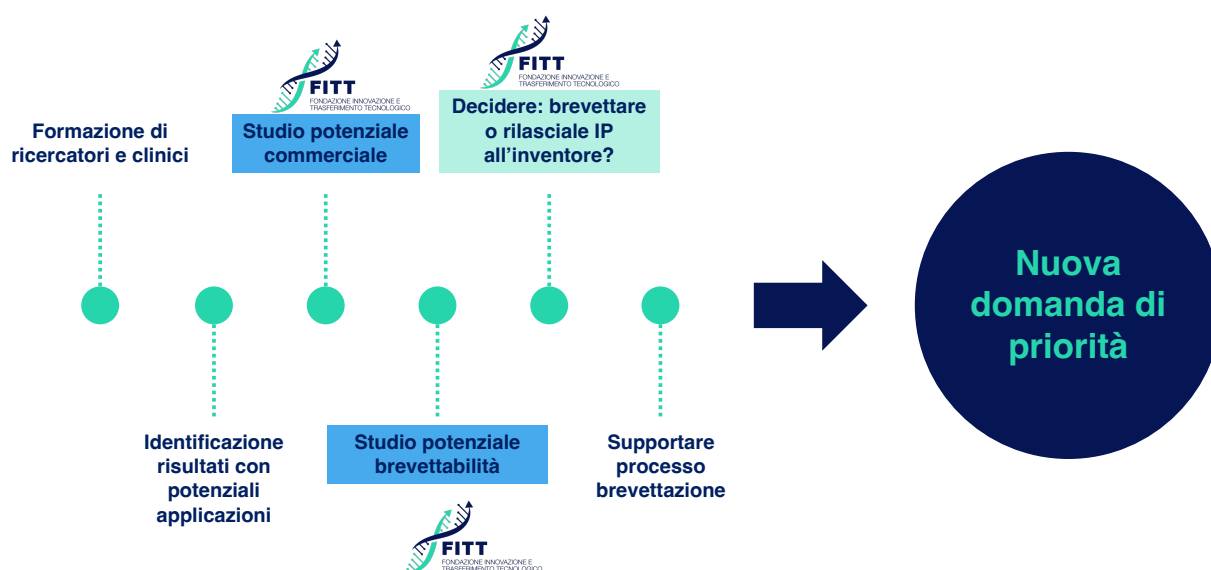 FITT
FONDAZIONE INNOVAZIONE E
TRASFERIMENTO TECNOLOGICO
FITT
FONDAZIONE INNOVAZIONE E
TRASFERIMENTO TECNOLOGICO
Formazione di
ricercatori e clinici
Studio potenziale
commerciale
Decidere: brevettare
o rilasciale IP
all'inventore?
Nuova
domanda di
priorità
Identificazione
risultati con
potenziali
applicazioni
Studio potenziale
brevettabilità
Supportare
processo
brevettazione
FITT
FONDAZIONE INNOVAZIONE E
TRASFERIMENTO TECNOLOGICO